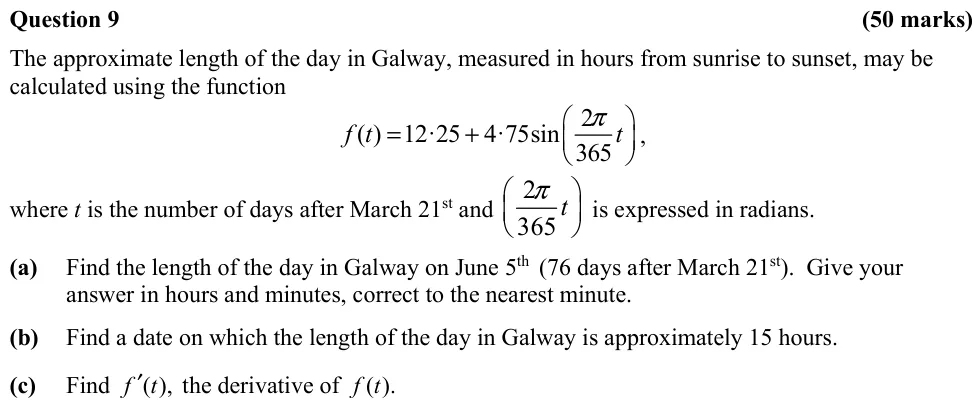 Question 9 (50 marks)
The approximate length of the day in Galway, measured in hours from sunrise to sunset, may be
calculated using the function
f(t) = 12·25 + 4·75 sin(2π/365 t),
where t is the number of days after March 21st and (2π/365 t) is expressed in radians.
(a) Find the length of the day in Galway on June 5th (76 days after March 21st). Give your
answer in hours and minutes, correct to the nearest minute.
(b) Find a date on which the length of the day in Galway is approximately 15 hours.
(c) Find f′(t), the derivative of f(t).